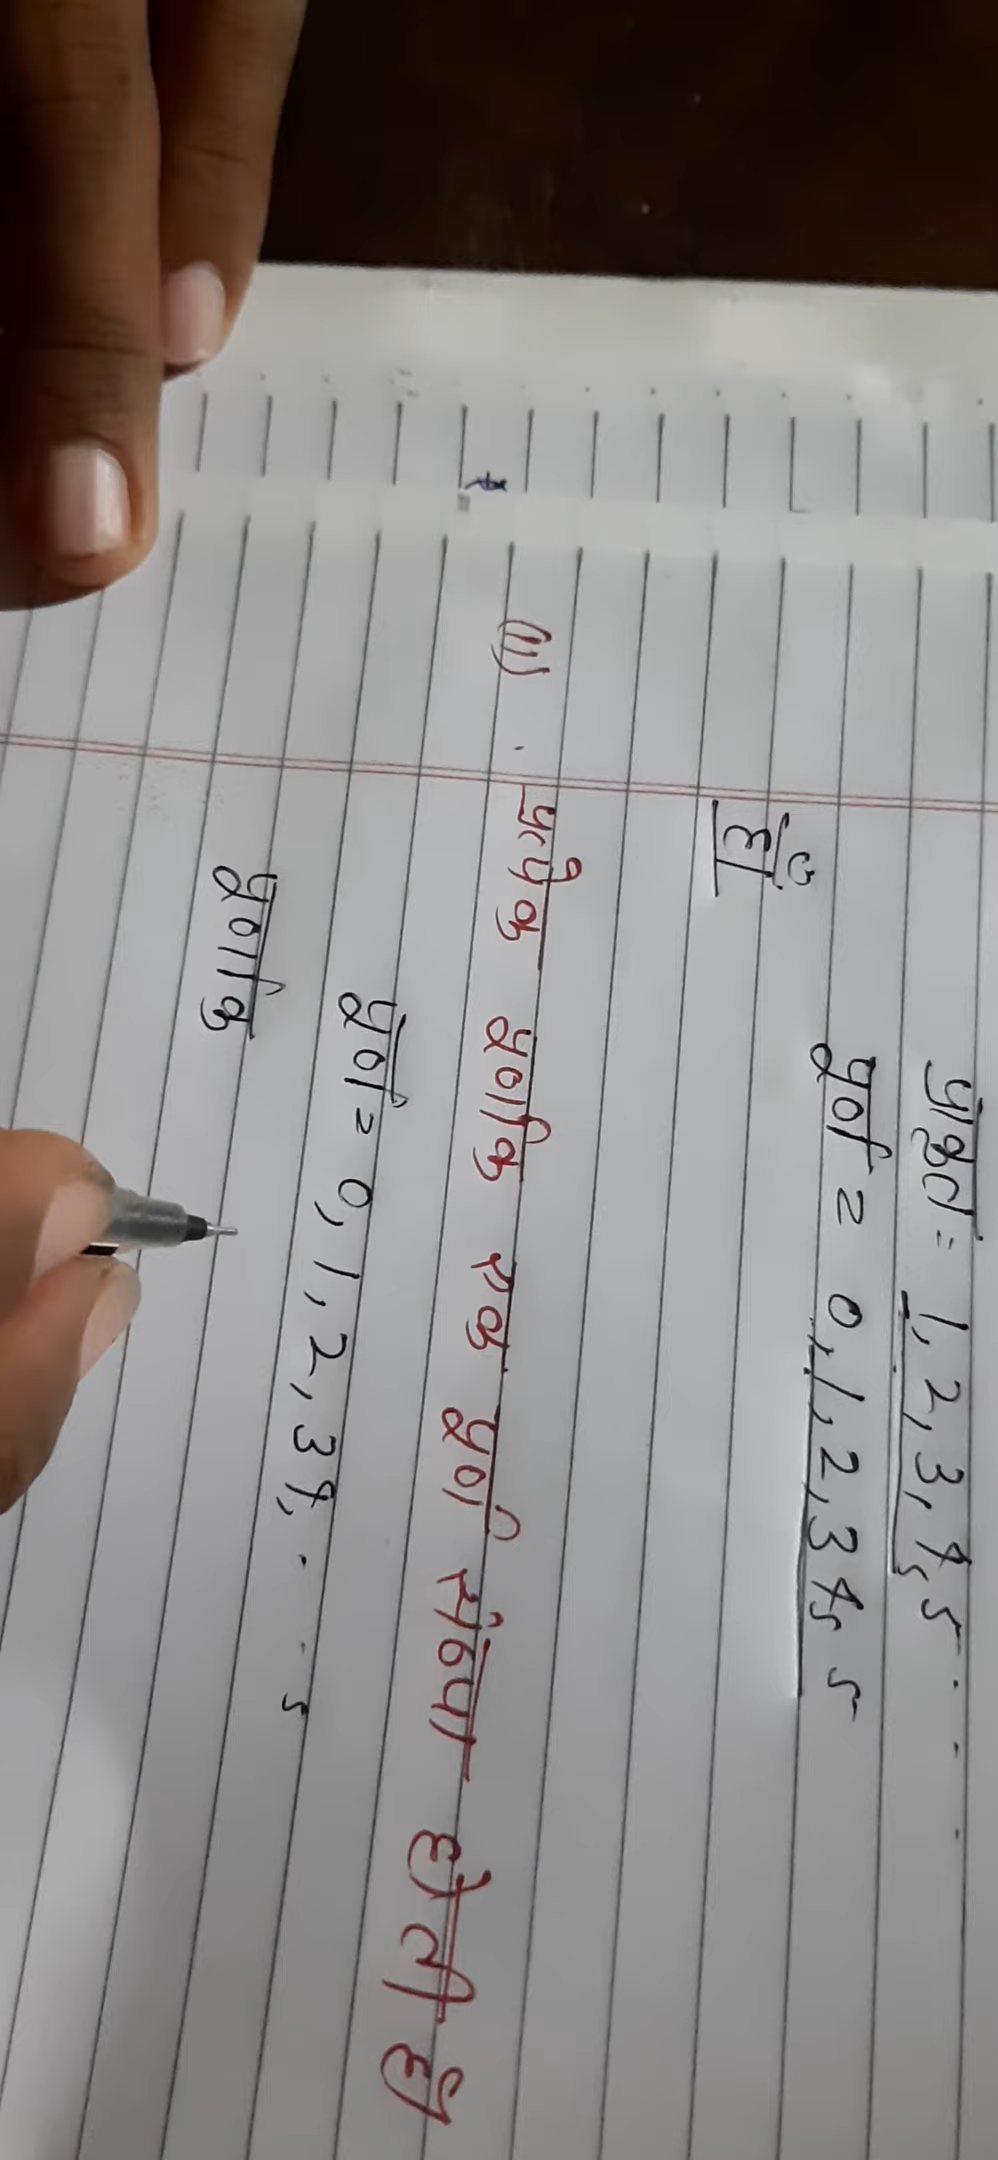 प्राकृत = 1, 2, 3, 4, 5 . - -
पूर्ण = 0, 1, 2, 3 4, 5
हाँ
(ii) प्रत्येक पूर्णांक एक पूर्ण संख्या होती है
पूर्ण = 0, 1, 2, 3 4, . - 5
पूर्णांक